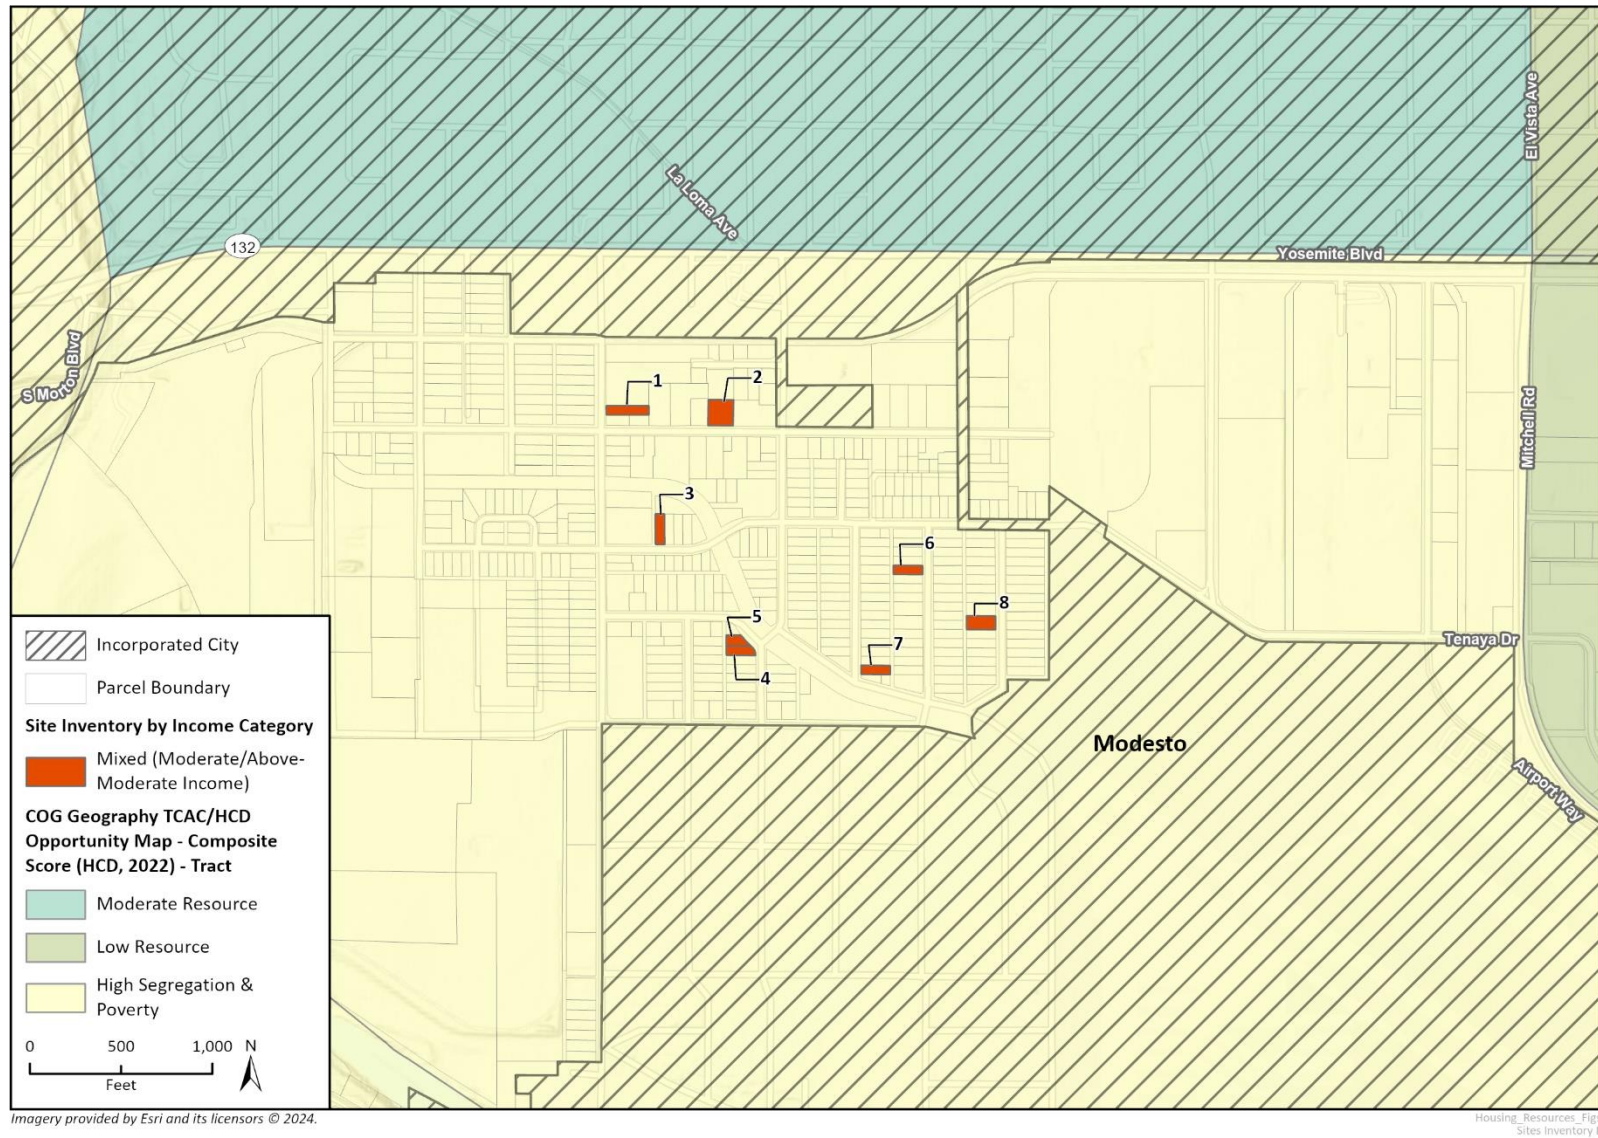 El Vista Ave
La Loma Ave
132
Yosemite Blvd
S Morton Blvd
Mitchell Rd
1
2
3
6
8
5
7
4
Tenaya Dr
Modesto
Airport Way
Incorporated City
Parcel Boundary
Site Inventory by Income Category
Mixed (Moderate/Above-
Moderate Income)
COG Geography TCAC/HCD
Opportunity Map - Composite
Score (HCD, 2022) - Tract
Moderate Resource
Low Resource
High Segregation &
Poverty
0 500 1,000 N
Feet
Imagery provided by Esri and its licensors © 2024.
Housing_Resources_Fig
Sites Inventory